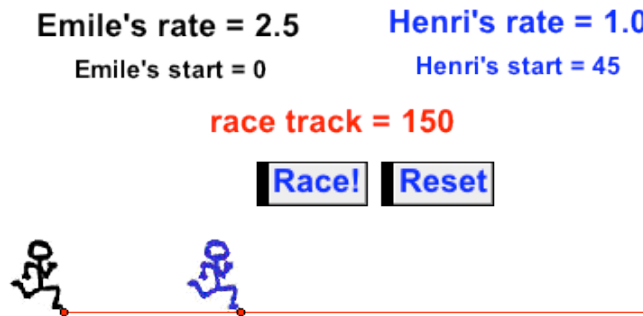 Emile's rate = 2.5
Henri's rate = 1.0
Emile's start = 0
Henri's start = 45
race track = 150
Race!
Reset